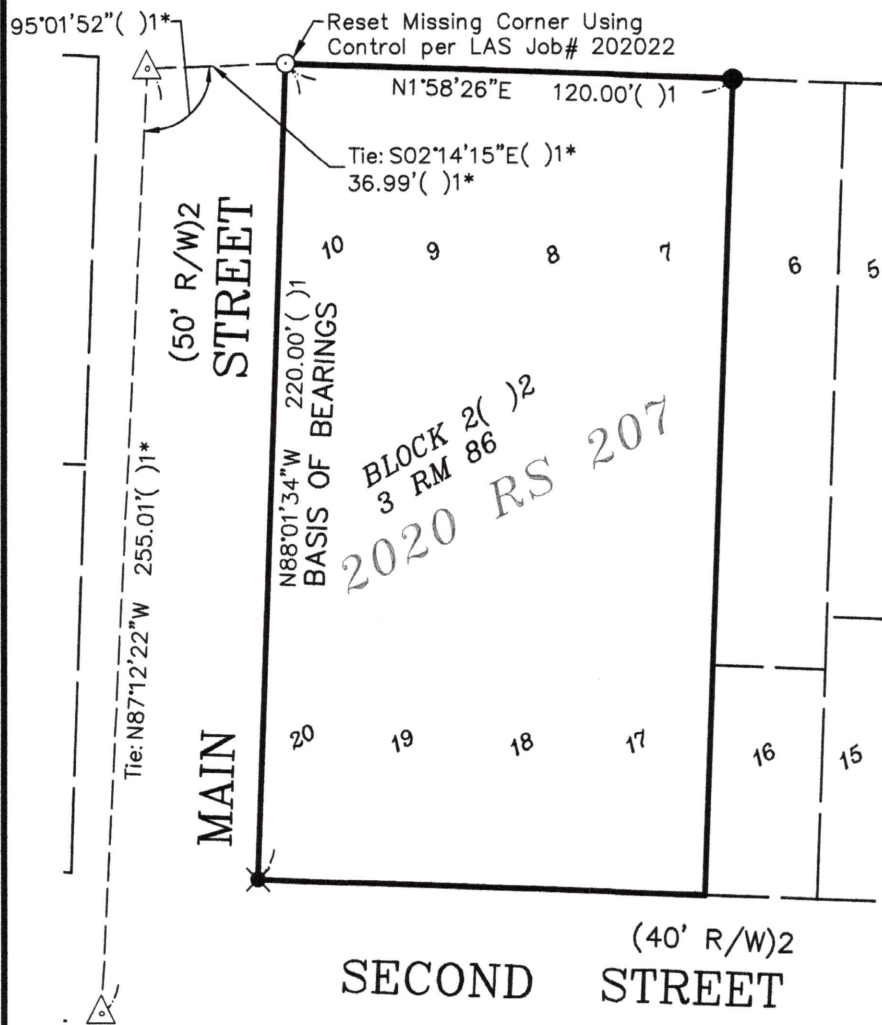 95°01'52"( )1*
Reset Missing Corner Using
Control per LAS Job# 202022
N1°58'26"E 120.00'( )1
Tie: S02°14'15"E( )1*
36.99'( )1*
(50' R/W)2
STREET
10
9
8
7
6
5
N88°01'34"W 220.00'( )1
BASIS OF BEARINGS
BLOCK 2( )2
3 RM 86
2020 RS 207
Tie: N87°12'22"W 255.01'( )1*
MAIN
20
19
18
17
16
15
(40' R/W)2
SECOND STREET